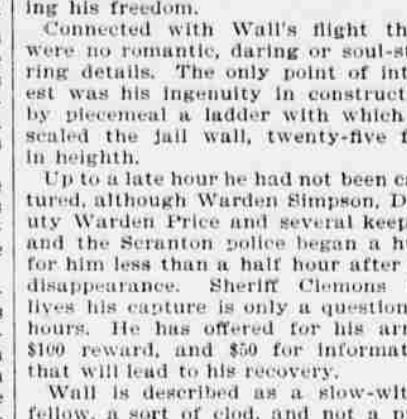 ing his freedom.
Connected with Wall's flight th
were no romantic, daring or soul-st
ring details. The only point of int
est was his ingenuity in construct
by piecemeal a ladder with which
scaled the jail wall, twenty-five f
in heighth.
Up to a late hour he had not been ca
tured, although Warden Simpson, D
uty Warden Price and several keep
and the Scranton police began a hu
for him less than a half hour after
disappearance. Sheriff Clemons
lives his capture is only a question
hours. He has offered for his arr
$100 reward, and $50 for informat
that will lead to his recovery.
Wall is described as a slow-wit
fellow, a sort of clod, and not a